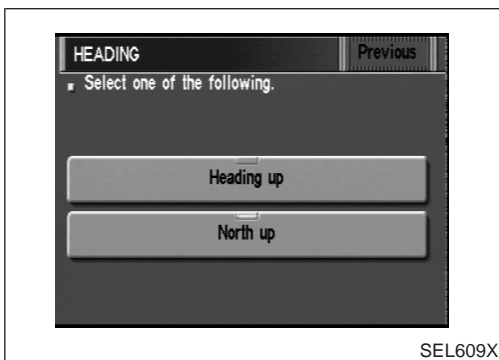 HEADING
Previous
Select one of the following.
Heading up
North up
SEL609X